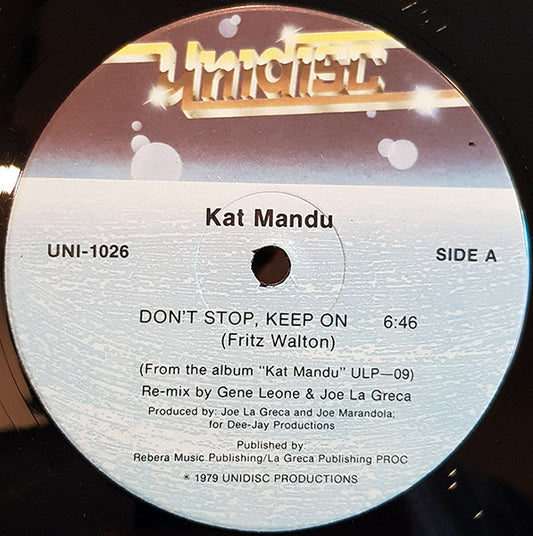 unidisc
Kat Mandu
UNI-1026
SIDE A
DON'T STOP, KEEP ON 6:46
(Fritz Walton)
(From the album "Kat Mandu" ULP—09)
Re-mix by Gene Leone & Joe La Greca
Produced by: Joe La Greca and Joe Marandola;
for Dee-Jay Productions
Published by:
Rebera Music Publishing/La Greca Publishing PROC
℗ 1979 UNIDISC PRODUCTIONS